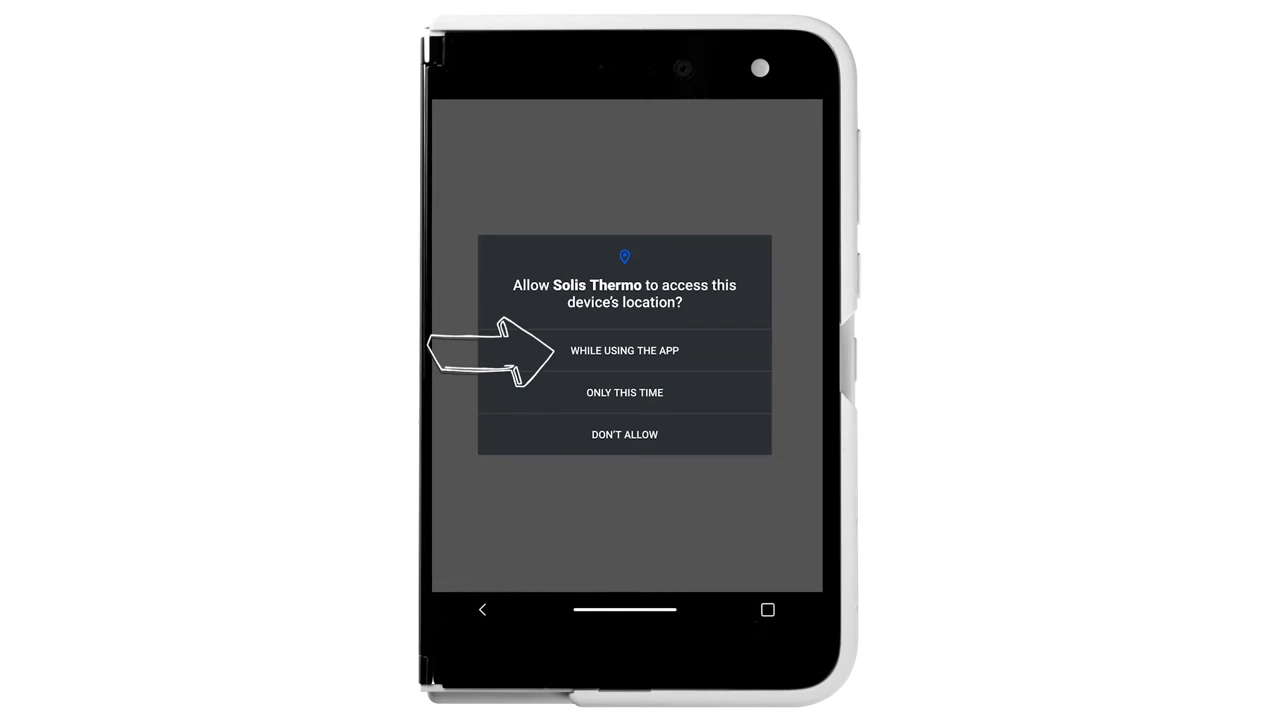 Allow Solis Thermo to access this
device's location?
WHILE USING THE APP
ONLY THIS TIME
DON'T ALLOW